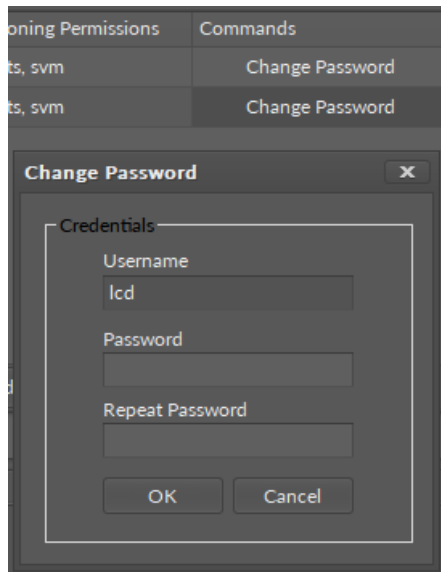 oning Permissions Commands
ts, svm Change Password
ts, svm Change Password
Change Password x
Credentials
Username
lcd
Password
Repeat Password
OK Cancel